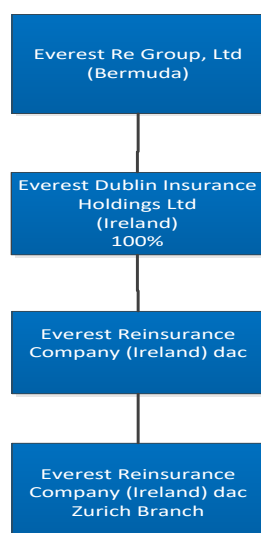 Everest Re Group, Ltd
(Bermuda)
Everest Dublin Insurance
Holdings Ltd
(Ireland)
100%
Everest Reinsurance
Company (Ireland) dac
Everest Reinsurance
Company (Ireland) dac
Zurich Branch